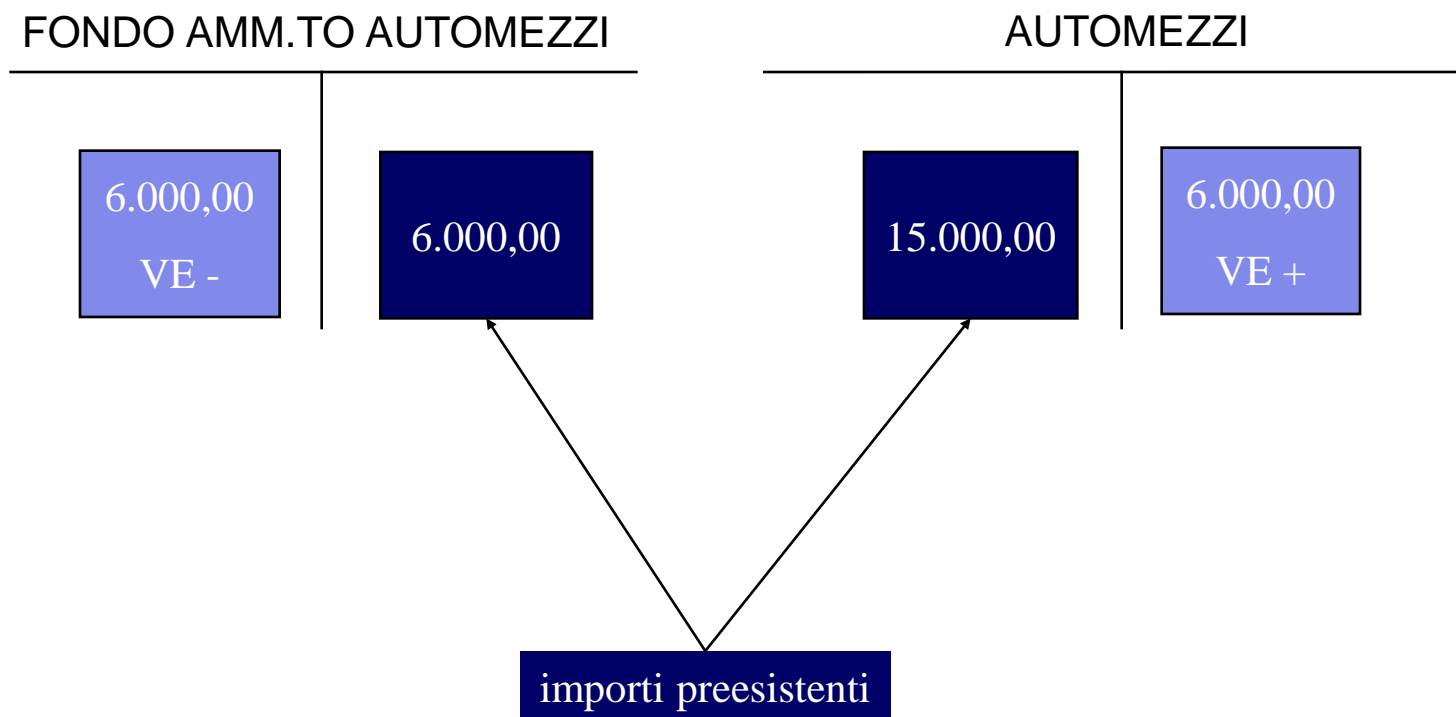 FONDO AMM.TO AUTOMEZZI
AUTOMEZZI
6.000,00
VE -
6.000,00
15.000,00
6.000,00
VE +
importi preesistenti